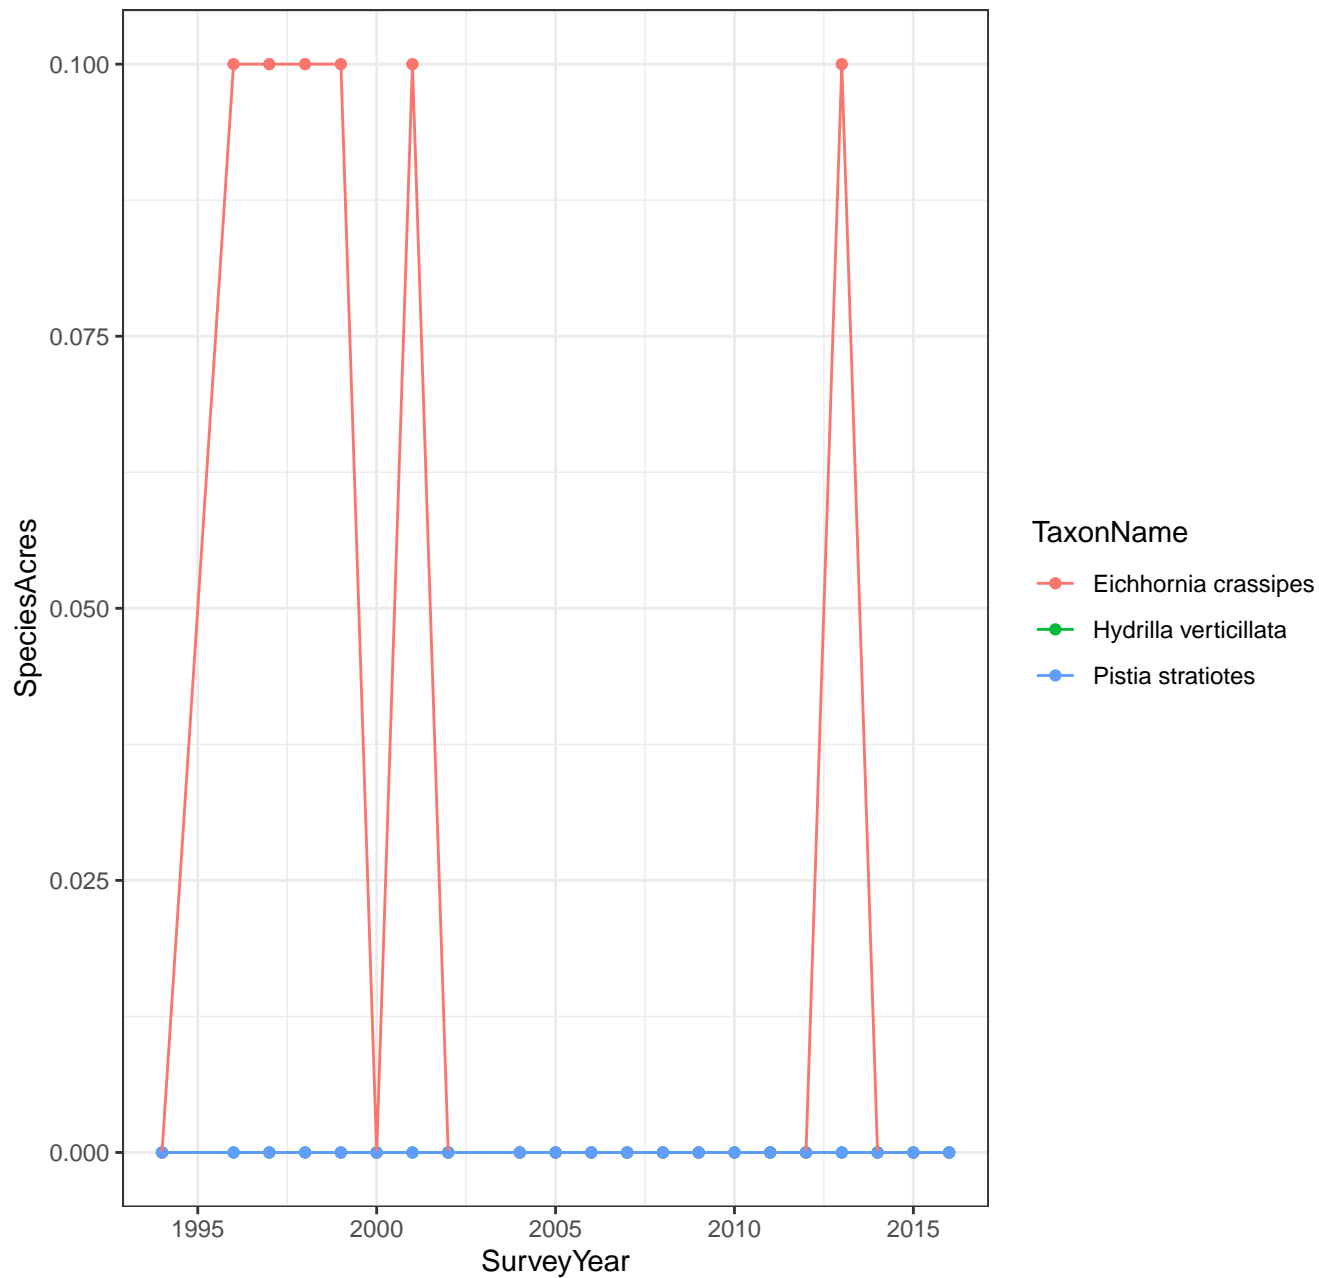 0.100
0.075
0.050
0.025
0.000
SpeciesAcres
1995
2000
2005
2010
2015
SurveyYear
TaxonName
Eichhornia crassipes
Hydrilla verticillata
Pistia stratiotes